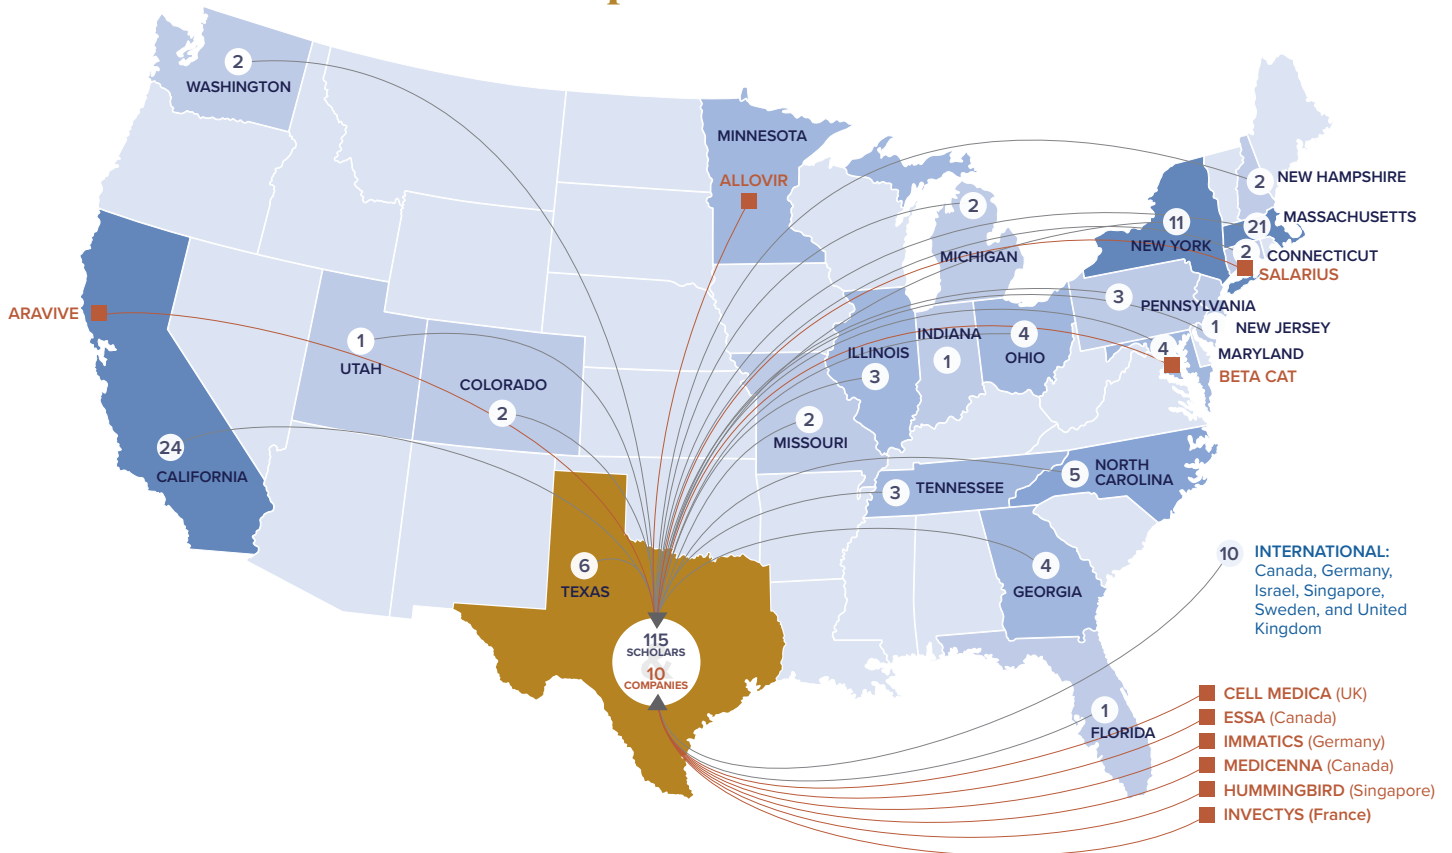 2
WASHINGTON
MINNESOTA
ALLOVIR
2
NEW HAMPSHIRE
2
MICHIGAN
11
NEW YORK
21
MASSACHUSETTS
2
CONNECTICUT
SALARIUS
ARAVIVE
3
PENNSYLVANIA
1
NEW JERSEY
1
UTAH
COLORADO
2
ILLINOIS
3
INDIANA
1
4
OHIO
4
MARYLAND
BETA CAT
24
CALIFORNIA
2
MISSOURI
5
NORTH
CAROLINA
3
TENNESSEE
6
TEXAS
4
GEORGIA
10
INTERNATIONAL:
Canada, Germany,
Israel, Singapore,
Sweden, and United
Kingdom
115
SCHOLARS
&
10
COMPANIES
1
FLORIDA
CELL MEDICA (UK)
ESSA (Canada)
IMMATICS (Germany)
MEDICENNA (Canada)
HUMMINGBIRD (Singapore)
INVECTYS (France)